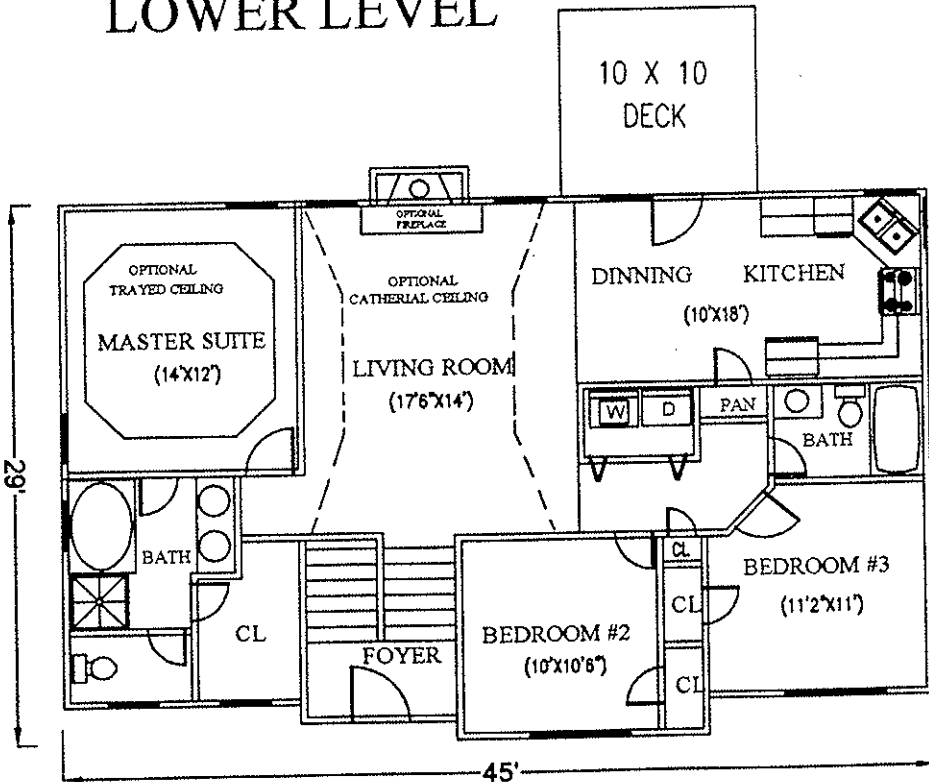 LOWER LEVEL
10 X 10
DECK
OPTIONAL
FIREPLACE
OPTIONAL
TRAYED CEILING
MASTER SUITE
(14'X12')
OPTIONAL
CATHERIAL CEILING
LIVING ROOM
(17'6"X14')
DINNING
KITCHEN
(10'X18')
W
D
PAN
BATH
29'
BATH
CL
FOYER
BEDROOM #2
(10'X10'6")
CL
CL
CL
BEDROOM #3
(11'2"X11')
45'